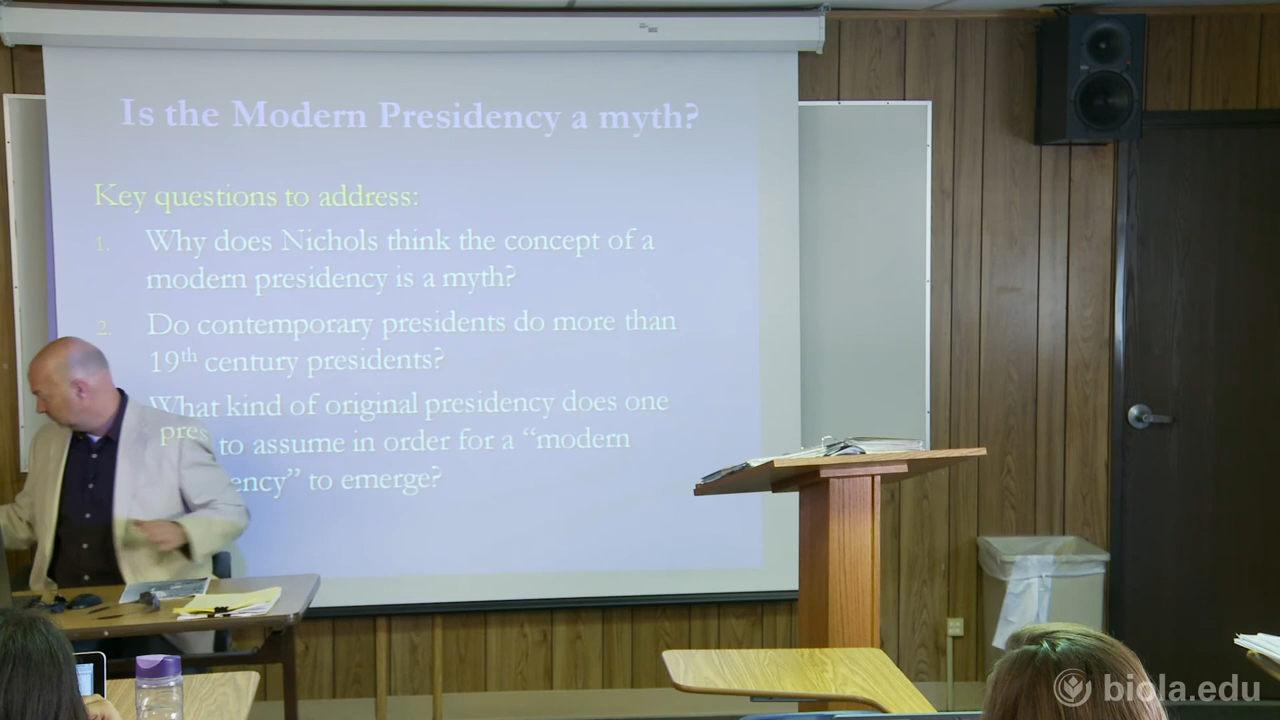 Is the Modern Presidency a myth?
Key questions to address:
1. Why does Nichols think the concept of a
modern presidency is a myth?
2. Do contemporary presidents do more than
19th century presidents?
What kind of original presidency does one
pres to assume in order for a “modern
ency” to emerge?
biola.edu